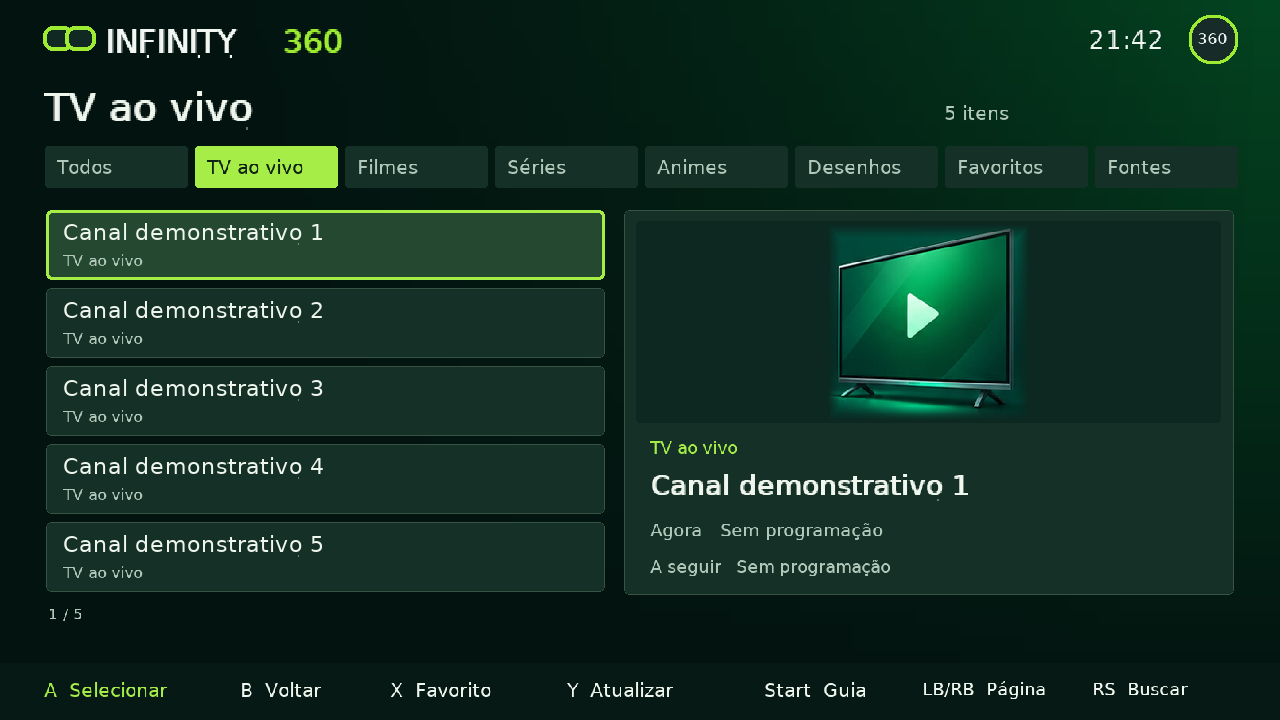 INFINITY 360 21:42 360
TV ao vivo 5 itens
Todos TV ao vivo Filmes Séries Animes Desenhos Favoritos Fontes
Canal demonstrativo 1
TV ao vivo
Canal demonstrativo 2
TV ao vivo
Canal demonstrativo 3
TV ao vivo
Canal demonstrativo 4
TV ao vivo
Canal demonstrativo 5
TV ao vivo
1 / 5
TV ao vivo
Canal demonstrativo 1
Agora Sem programação
A seguir Sem programação
A Selecionar B Voltar X Favorito Y Atualizar Start Guia LB/RB Página RS Buscar